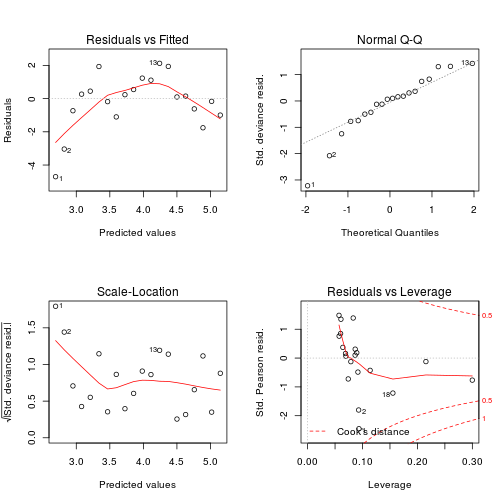 Residuals vs Fitted
Residuals
2
0
-2
-4
13
2
1
3.0 3.5 4.0 4.5 5.0
Predicted values
Normal Q-Q
Std. deviance resid.
1
0
-1
-2
-3
13
2
1
-2 -1 0 1 2
Theoretical Quantiles
Scale-Location
√|Std. deviance resid.|
1.5
1.0
0.5
0.0
1
2
13
3.0 3.5 4.0 4.5 5.0
Predicted values
Residuals vs Leverage
Std. Pearson resid.
1
0
-1
-2
0.5
0.5
1
18
2
1
Cook's distance
0.00 0.10 0.20 0.30
Leverage